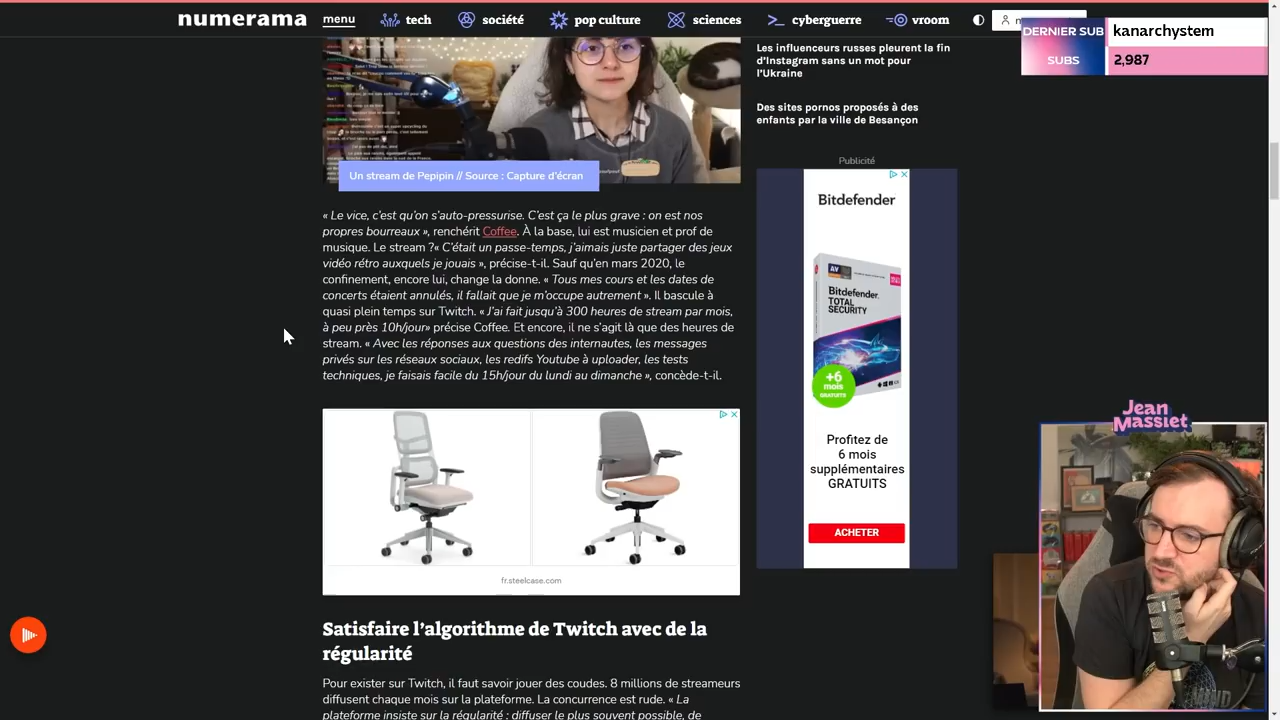 numerama
menu
tech
société
pop culture
sciences
cyberguerre
vroom
DERNIER SUB
kanarchystem
SUBS
2,987
Les influenceurs russes pleurent la fin
d'Instagram sans un mot pour
l'Ukraine
Les sites pornos proposés à des
enfants par la ville de Besançon
Un stream de Pepipin // Source : Capture d'écran
« Le vice, c'est qu'on s'auto-pressurise. C'est ça le plus grave : on est nos
propres bourreaux », renchérit Coffee. À la base, lui est musicien et prof de
musique. Le stream ?« C'était un passe-temps, j'aimais juste partager des jeux
vidéo rétro auxquels je jouais », précise-t-il. Sauf qu'en mars 2020, le
confinement, encore lui, change la donne. « Tous mes cours et les dates de
concerts étaient annulés, il fallait que je m'occupe autrement ». Il bascule à
quasi plein temps sur Twitch. « J'ai fait jusqu'à 300 heures de stream par mois,
à peu près 10h/jour» précise Coffee. Et encore, il ne s'agit là que des heures de
stream. « Avec les réponses aux questions des internautes, les messages
privés sur les réseaux sociaux, les redifs Youtube à uploader, les tests
techniques, je faisais facile du 15h/jour du lundi au dimanche », concède-t-il.
Publicité
Bitdefender
AV
Bitdefender
TOTAL
SECURITY
+6
mois
GRATUITS
Profitez de
6 mois
supplémentaires
GRATUITS
ACHETER
fr.steelcase.com
Jean
Massiet
Satisfaire l'algorithme de Twitch avec de la
régularité
Pour exister sur Twitch, il faut savoir jouer des coudes. 8 millions de streameurs
diffusent chaque mois sur la plateforme. La concurrence est rude. « La
plateforme insiste sur la régularité : diffuser le plus souvent possible, de